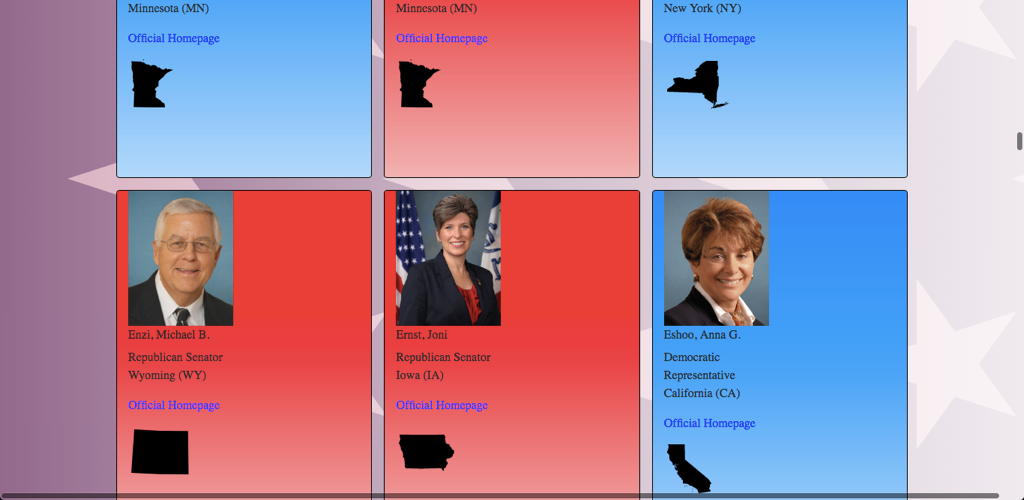 Minnesota (MN)
Minnesota (MN)
New York (NY)
Official Homepage
Official Homepage
Official Homepage
Enzi, Michael B.
Republican Senator
Wyoming (WY)
Official Homepage
Ernst, Joni
Republican Senator
Iowa (IA)
Official Homepage
Eshoo, Anna G.
Democratic
Representative
California (CA)
Official Homepage